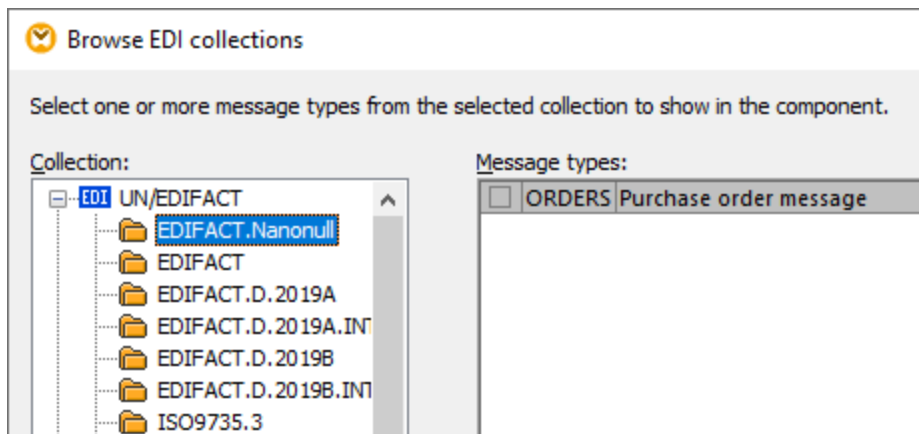 Browse EDI collections
Select one or more message types from the selected collection to show in the component.
Collection:
EDI UN/EDIFACT
EDIFACT.Nanonull
EDIFACT
EDIFACT.D.2019A
EDIFACT.D.2019A.INT
EDIFACT.D.2019B
EDIFACT.D.2019B.INT
ISO9735.3
Message types:
ORDERS Purchase order message